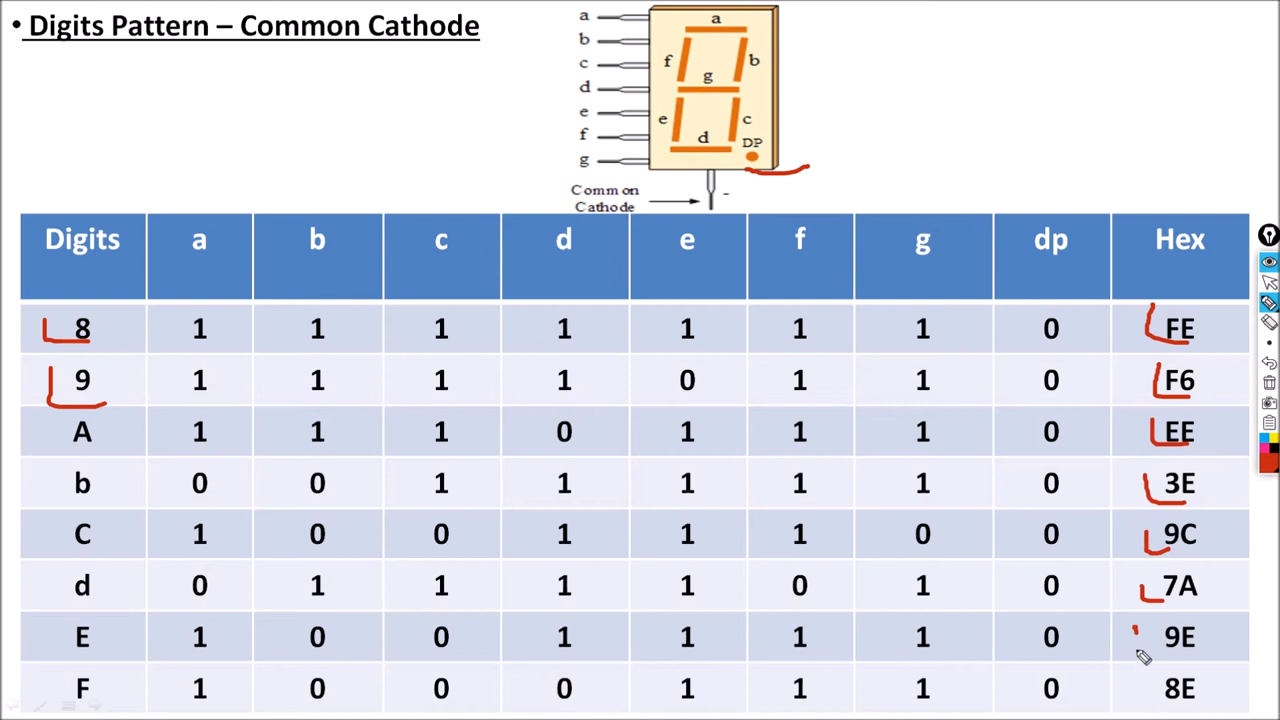 • Digits Pattern – Common Cathode
a
b
c
d
e
f
g
a
f
b
g
e
c
d
DP
Common
Cathode
-
Digits a b c d e f g dp Hex
8 1 1 1 1 1 1 1 0 FE
9 1 1 1 1 0 1 1 0 F6
A 1 1 1 0 1 1 1 0 EE
b 0 0 1 1 1 1 1 0 3E
C 1 0 0 1 1 1 0 0 9C
d 0 1 1 1 1 0 1 0 7A
E 1 0 0 1 1 1 1 0 9E
F 1 0 0 0 1 1 1 0 8E